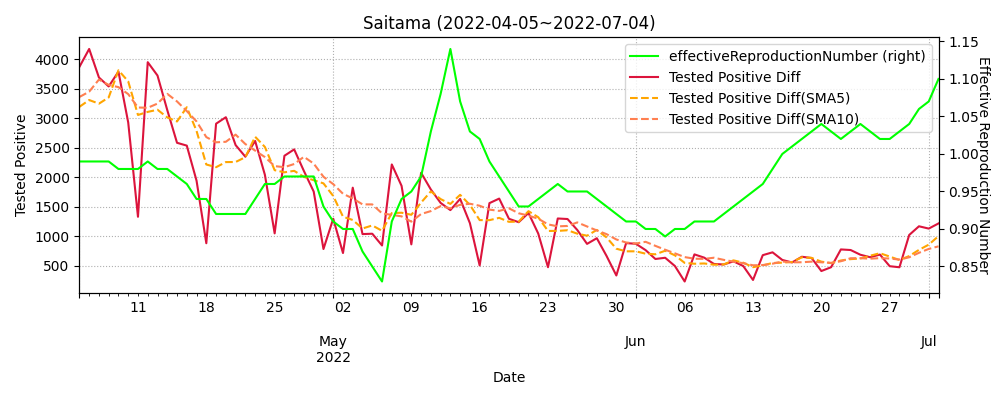 Saitama (2022-04-05~2022-07-04)
effectiveReproductionNumber (right)
Tested Positive Diff
Tested Positive Diff(SMA5)
Tested Positive Diff(SMA10)
Tested Positive
4000
3500
3000
2500
2000
1500
1000
500
Effective Reproduction Number
1.15
1.10
1.05
1.00
0.95
0.90
0.85
11 18 25 02 09 16 23 30 06 13 20 27
May Jun Jul
2022
Date